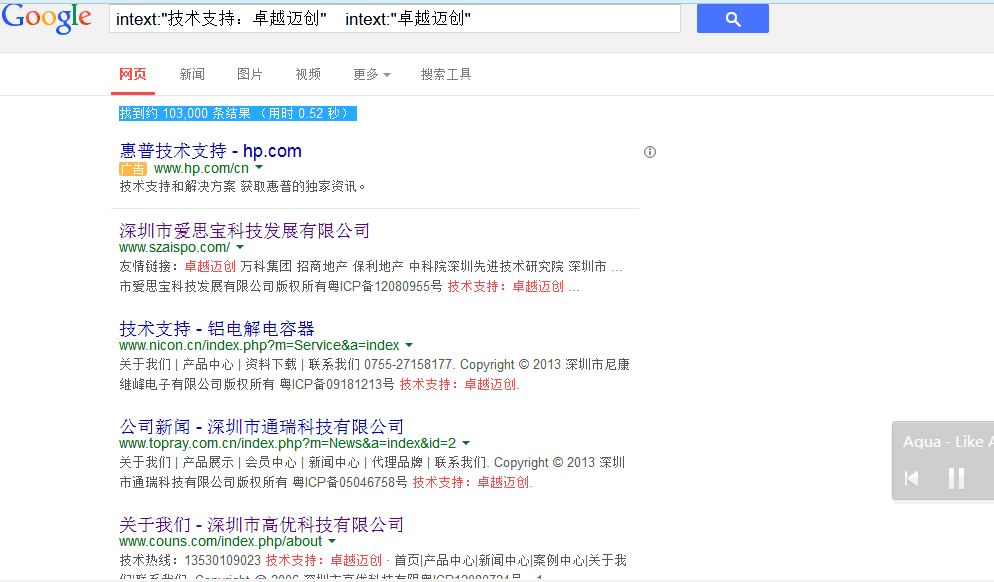 Google intext:"技术支持：卓越迈创" intext:"卓越迈创"
网页 新闻 图片 视频 更多 搜索工具
找到约 103,000 条结果 （用时 0.52 秒）
惠普技术支持 - hp.com
广告 www.hp.com/cn
技术支持和解决方案 获取惠普的独家资讯。
深圳市爱思宝科技发展有限公司
www.szaispo.com/
友情链接：卓越迈创 万科集团 招商地产 保利地产 中科院深圳先进技术研究院 深圳市 ...
市爱思宝科技发展有限公司版权所有粤ICP备12080955号 技术支持：卓越迈创 ...
技术支持 - 铝电解电容器
www.nicon.cn/index.php?m=Service&a=index
关于我们 | 产品中心 | 资料下载 | 联系我们 0755-27158177. Copyright © 2013 深圳市尼康
继峰电子有限公司版权所有 粤ICP备09181213号 技术支持：卓越迈创.
公司新闻 - 深圳市通瑞科技有限公司
www.topray.com.cn/index.php?m=News&a=index&id=2
关于我们 | 产品展示 | 会员中心 | 新闻中心 | 代理品牌 | 联系我们. Copyright © 2013 深圳
市通瑞科技有限公司版权所有 粤ICP备05046758号 技术支持：卓越迈创.
Aqua - Like A
关于我们 - 深圳市高优科技有限公司
www.couns.com/index.php/about
技术热线：13530109023 技术支持：卓越迈创 · 首页|产品中心|新闻中心|案例中心|关于我
们|联系我们. Copyright © 2006 深圳市高优科技有限公司